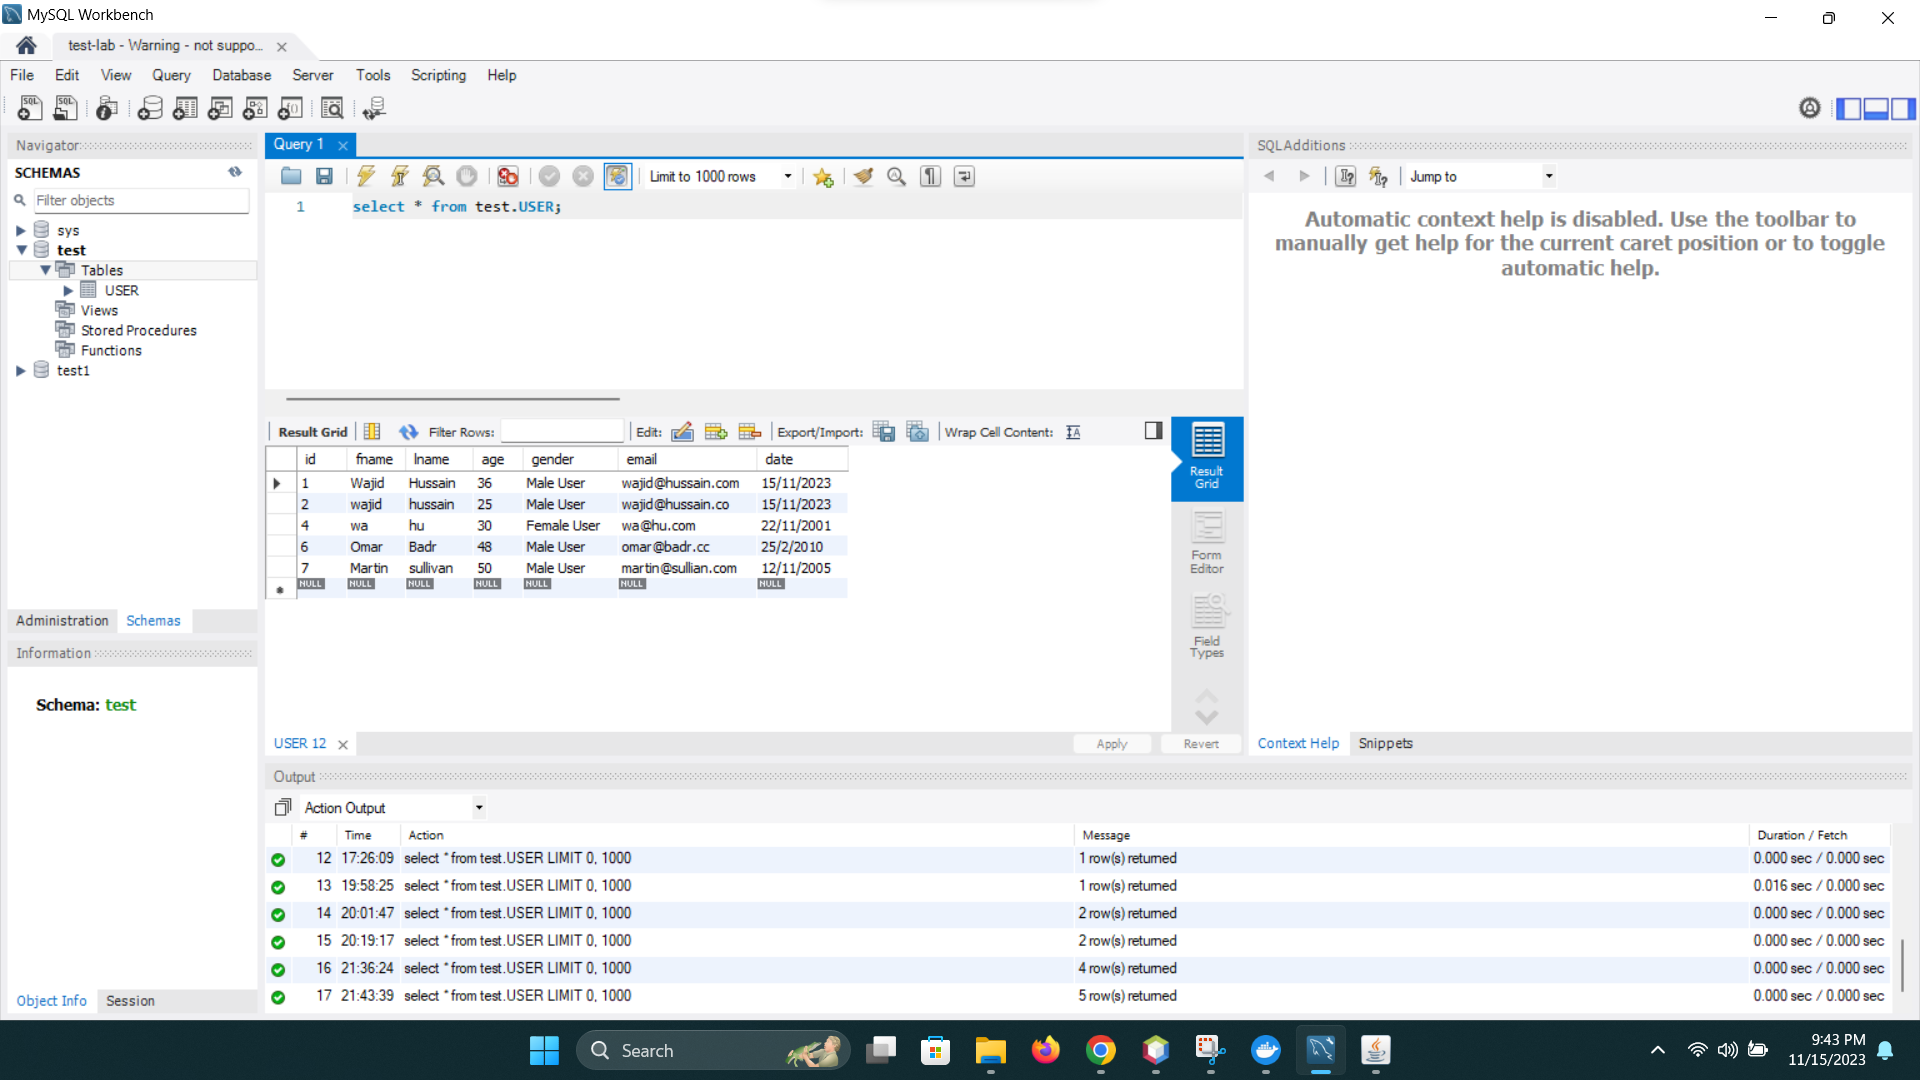 MySQL Workbench
test-lab - Warning - not suppo...
File Edit View Query Database Server Tools Scripting Help
Navigator
SCHEMAS
Filter objects
sys
test
Tables
USER
Views
Stored Procedures
Functions
test1
Administration Schemas
Information
Schema: test
Object Info Session
Query 1
Limit to 1000 rows
1 select * from test.USER;
Result Grid Filter Rows: Edit: Export/Import: Wrap Cell Content:
id fname lname age gender email date
1 Wajid Hussain 36 Male User wajid@hussain.com 15/11/2023
2 wajid hussain 25 Male User wajid@hussain.co 15/11/2023
4 wa hu 30 Female User wa@hu.com 22/11/2001
6 Omar Badr 48 Male User omar@badr.cc 25/2/2010
7 Martin sullivan 50 Male User martin@sullian.com 12/11/2005
NULL NULL NULL NULL NULL NULL NULL
Result
Grid
Form
Editor
Field
Types
USER 12
Apply Revert
SQLAdditions
Jump to
Automatic context help is disabled. Use the toolbar to
manually get help for the current caret position or to toggle
automatic help.
Context Help Snippets
Output
Action Output
# Time Action Message Duration / Fetch
12 17:26:09 select * from test.USER LIMIT 0, 1000 1 row(s) returned 0.000 sec / 0.000 sec
13 19:58:25 select * from test.USER LIMIT 0, 1000 1 row(s) returned 0.016 sec / 0.000 sec
14 20:01:47 select * from test.USER LIMIT 0, 1000 2 row(s) returned 0.000 sec / 0.000 sec
15 20:19:17 select * from test.USER LIMIT 0, 1000 2 row(s) returned 0.000 sec / 0.000 sec
16 21:36:24 select * from test.USER LIMIT 0, 1000 4 row(s) returned 0.000 sec / 0.000 sec
17 21:43:39 select * from test.USER LIMIT 0, 1000 5 row(s) returned 0.000 sec / 0.000 sec
Search
9:43 PM
11/15/2023